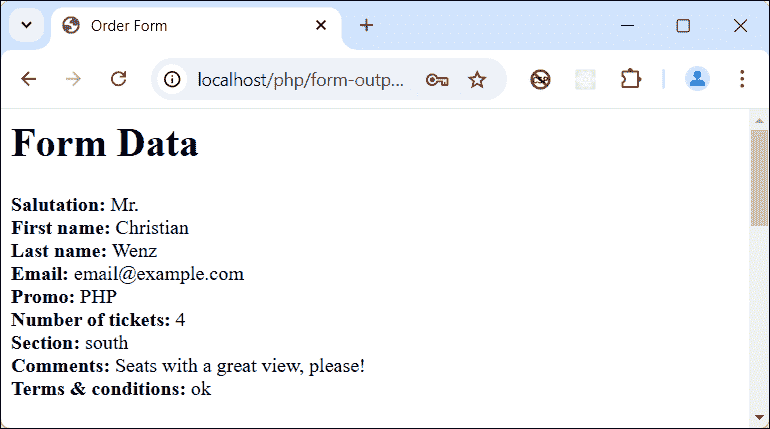 Order Form
localhost/php/form-outp...
CSP
Form Data
Salutation: Mr.
First name: Christian
Last name: Wenz
Email: email@example.com
Promo: PHP
Number of tickets: 4
Section: south
Comments: Seats with a great view, please!
Terms & conditions: ok